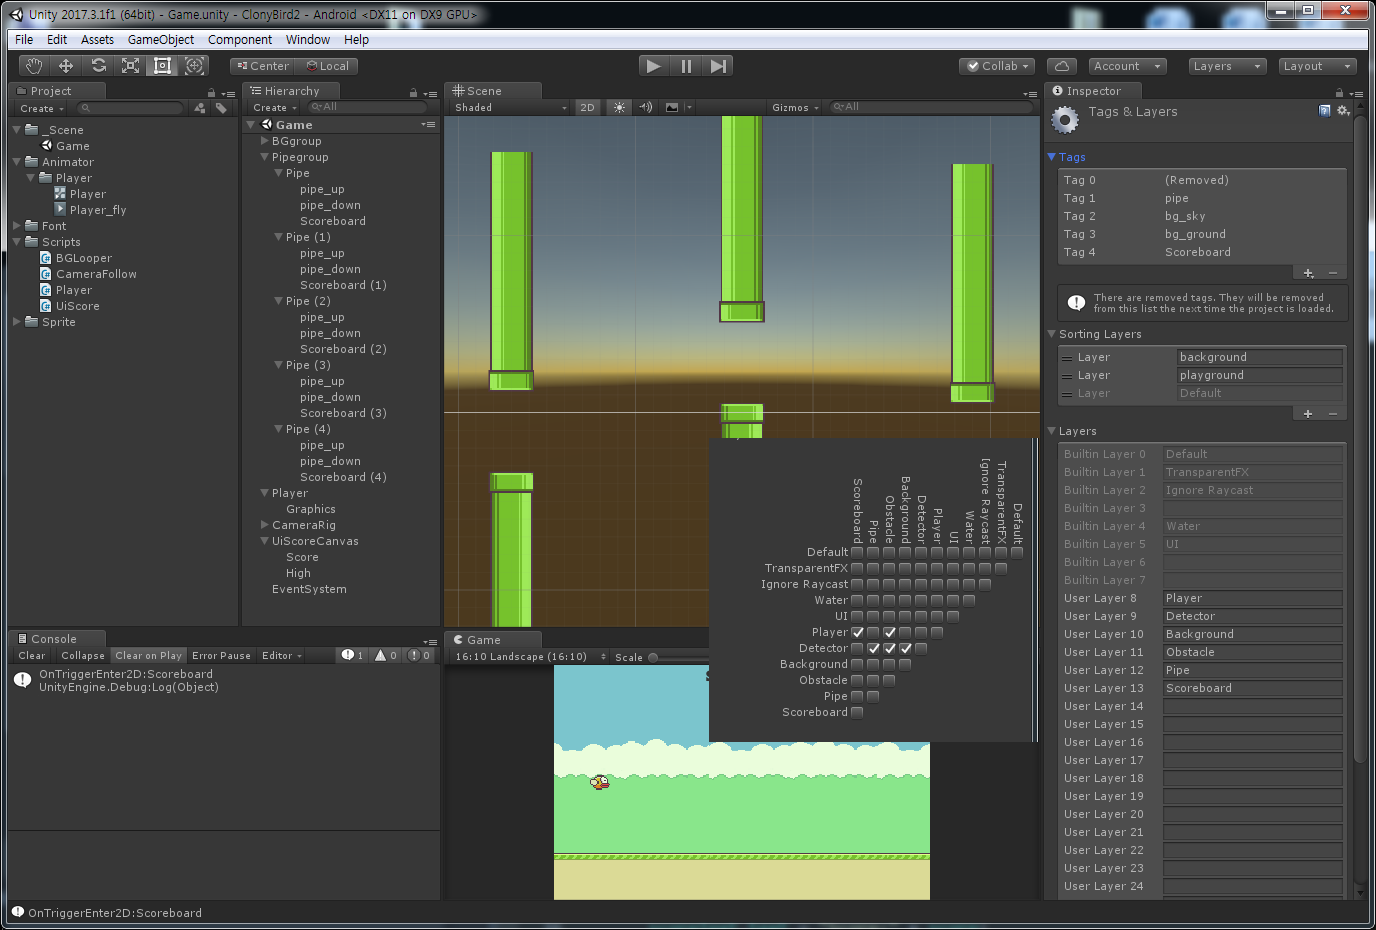 Unity 2017.3.1f1 (64bit) - Game.unity - ClonyBird2 - Android <DX11 on DX9 GPU>
File Edit Assets GameObject Component Window Help
Center Local
Collab Account Layers Layout
Project
Create
_Scene
Game
Animator
Player
Player
Player_fly
Font
Scripts
BGLooper
CameraFollow
Player
UiScore
Sprite
Hierarchy
Create All
Game
BGgroup
Pipegroup
Pipe
pipe_up
pipe_down
Scoreboard
Pipe (1)
pipe_up
pipe_down
Scoreboard (1)
Pipe (2)
pipe_up
pipe_down
Scoreboard (2)
Pipe (3)
pipe_up
pipe_down
Scoreboard (3)
Pipe (4)
pipe_up
pipe_down
Scoreboard (4)
Player
Graphics
CameraRig
UiScoreCanvas
Score
High
EventSystem
Scene
Shaded 2D Gizmos All
Scoreboard
Pipe
Obstacle
Background
Detector
Player
UI
Water
Ignore Raycast
TransparentFX
Default
Default
TransparentFX
Ignore Raycast
Water
UI
Player
Detector
Background
Obstacle
Pipe
Scoreboard
Game
16:10 Landscape (16:10) Scale
Console
Clear Collapse Clear on Play Error Pause Editor 1 0 0
OnTriggerEnter2D:Scoreboard
UnityEngine.Debug:Log(Object)
OnTriggerEnter2D:Scoreboard
Inspector
Tags & Layers
Tags
Tag 0 (Removed)
Tag 1 pipe
Tag 2 bg_sky
Tag 3 bg_ground
Tag 4 Scoreboard
There are removed tags. They will be removed
from this list the next time the project is loaded.
Sorting Layers
Layer background
Layer playground
Layer Default
Layers
Builtin Layer 0 Default
Builtin Layer 1 TransparentFX
Builtin Layer 2 Ignore Raycast
Builtin Layer 3
Builtin Layer 4 Water
Builtin Layer 5 UI
Builtin Layer 6
Builtin Layer 7
User Layer 8 Player
User Layer 9 Detector
User Layer 10 Background
User Layer 11 Obstacle
User Layer 12 Pipe
User Layer 13 Scoreboard
User Layer 14
User Layer 15
User Layer 16
User Layer 17
User Layer 18
User Layer 19
User Layer 20
User Layer 21
User Layer 22
User Layer 23
User Layer 24